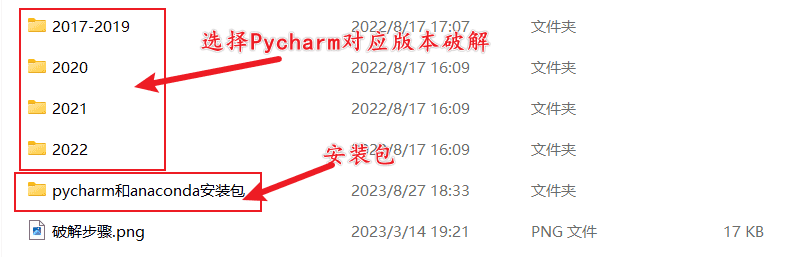 2017-2019 2022/8/17 17:07 文件夹
选择Pycharm对应版本破解
2020 2022/8/17 16:09 文件夹
2021 2022/8/17 16:09 文件夹
2022 2022/8/17 16:09 文件夹
安装包
pycharm和anaconda安装包 2023/8/27 18:33 文件夹
破解步骤.png 2023/3/14 19:21 PNG 文件 17 KB